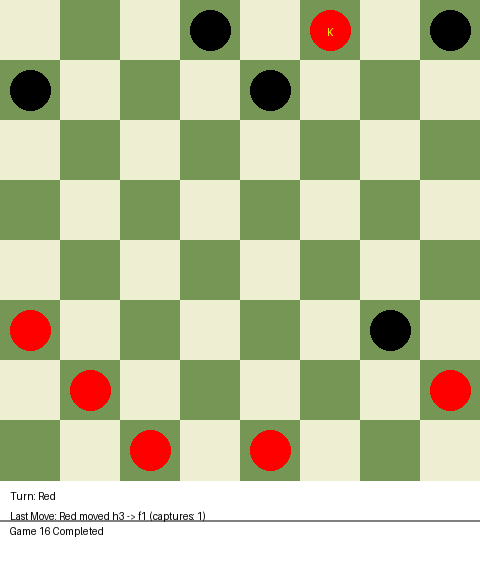 K
Turn: Red
Last Move: Red moved h3 -> f1 (captures: 1)
Game 16 Completed